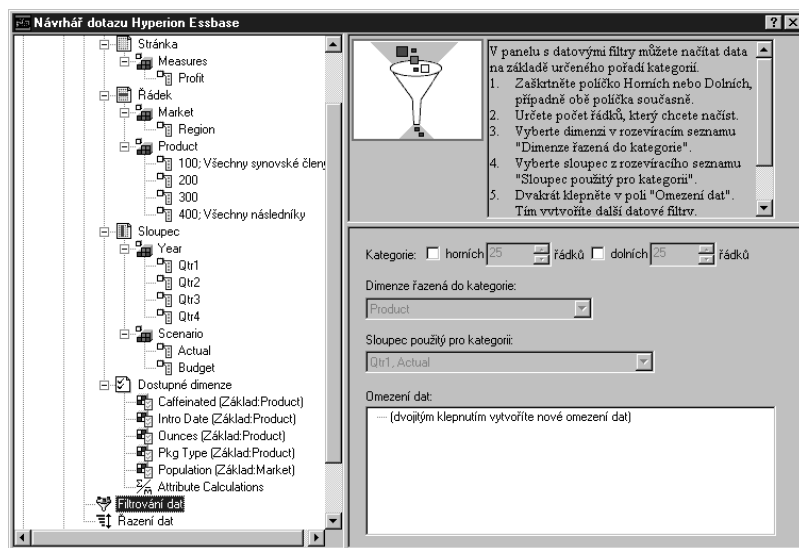 Návrhář dotazu Hyperion Essbase
Stránka
Measures
Profit
Řádek
Market
Region
Product
100; Všechny synovské členy
200
300
400; Všechny následníky
Sloupec
Year
Qtr1
Qtr2
Qtr3
Qtr4
Scenario
Actual
Budget
Dostupné dimenze
Caffeinated (Základ:Product)
Intro Date (Základ:Product)
Ounces (Základ:Product)
Pkg Type (Základ:Product)
Population (Základ:Market)
Attribute Calculations
Filtrování dat
Řazení dat
V panelu s datovými filtry můžete načítat data
na základě určeného pořadí kategorií.
1. Zaškrtněte políčko Horních nebo Dolních,
případně obě políčka současně.
2. Určete počet řádků, který chcete načíst.
3. Vyberte dimenzi v rozevíracím seznamu
"Dimenze řazená do kategorie".
4. Vyberte sloupec z rozevíracího seznamu
"Sloupec použitý pro kategorii".
5. Dvakrát klepněte v poli "Omezení dat".
Tím vytvoříte další datové filtry.
Kategorie: horních 25 řádků dolních 25 řádků
Dimenze řazená do kategorie:
Product
Sloupec použitý pro kategorii:
Qtr1, Actual
Omezení dat:
(dvojitým klepnutím vytvoříte nové omezení dat)